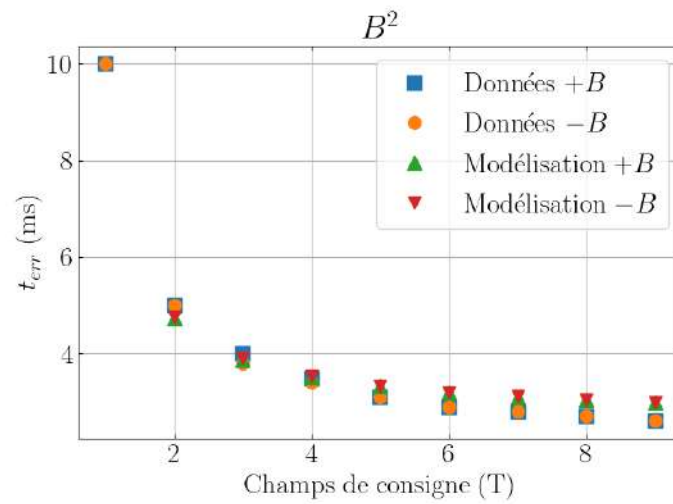 B²
10
8
6
4
t_err (ms)
Données +B
Données −B
Modélisation +B
Modélisation −B
2 4 6 8
Champs de consigne (T)